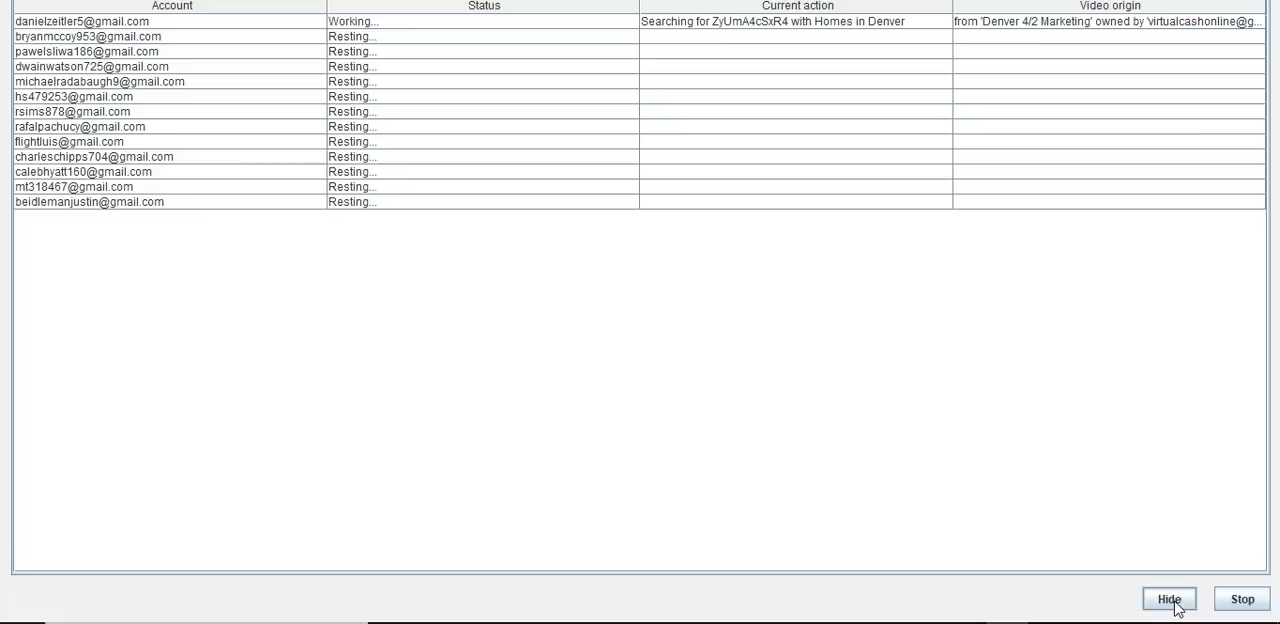 Account Status Current action Video origin
danielzeitler5@gmail.com Working... Searching for ZyUmA4cSxR4 with Homes in Denver from 'Denver 4/2 Marketing' owned by 'virtualcashonline@g...
bryanmccoy953@gmail.com Resting...
pawelsliwa186@gmail.com Resting...
dwainwatson725@gmail.com Resting...
michaelradabaugh9@gmail.com Resting...
hs479253@gmail.com Resting...
rsims878@gmail.com Resting...
rafalpachucy@gmail.com Resting...
flightluis@gmail.com Resting...
charleschipps704@gmail.com Resting...
calebhyatt160@gmail.com Resting...
mt318467@gmail.com Resting...
beidlemanjustin@gmail.com Resting...
Hide Stop